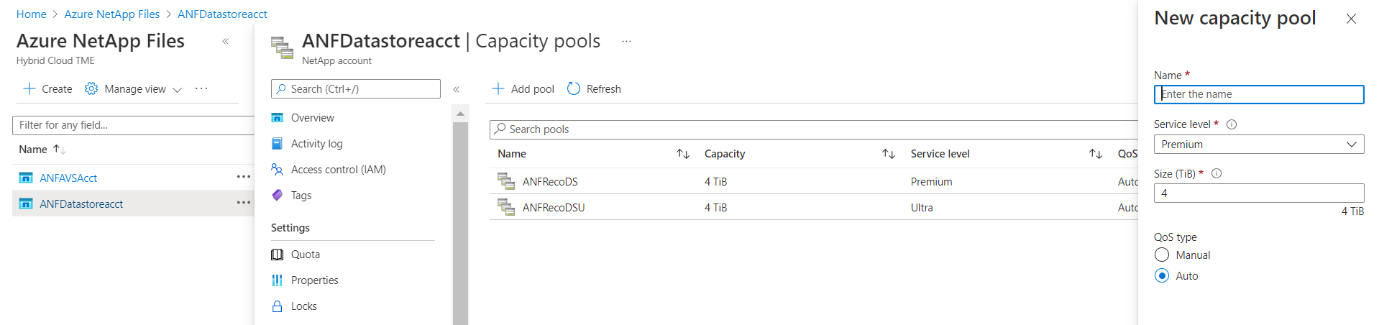 Home > Azure NetApp Files > ANFDatastoreacct
Azure NetApp Files
Hybrid Cloud TME
Create
Manage view
Filter for any field...
Name
ANFAVSAcct
ANFDatastoreacct
ANFDatastoreacct | Capacity pools
NetApp account
Search (Ctrl+/)
Overview
Activity log
Access control (IAM)
Tags
Settings
Quota
Properties
Locks
Add pool Refresh
Search pools
Name Capacity Service level QoS
ANFRecoDS 4 TiB Premium Auto
ANFRecoDSU 4 TiB Ultra Auto
New capacity pool
Name *
Enter the name
Service level *
Premium
Size (TiB) *
4
4 TiB
QoS type
Manual
Auto